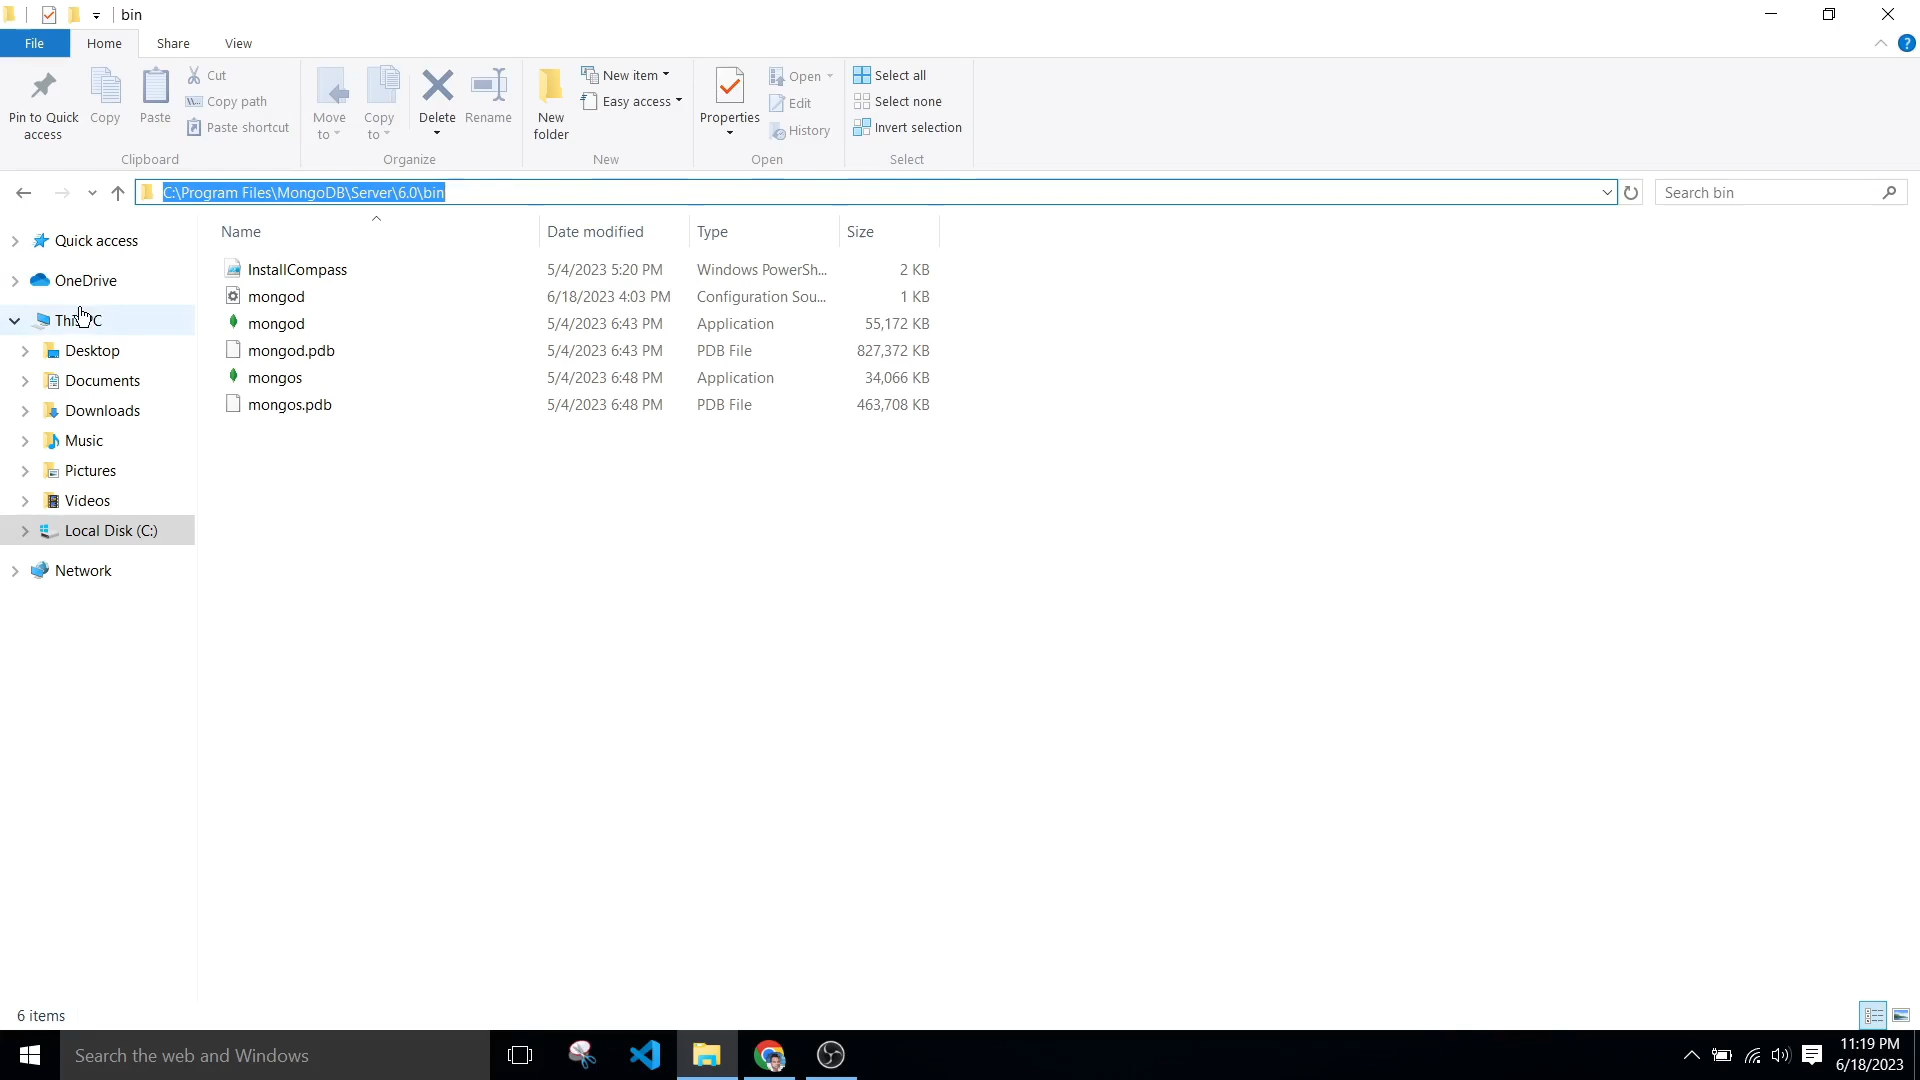 bin
File Home Share View
Pin to Quick access
Copy
Paste
Cut
Copy path
Paste shortcut
Clipboard
Move to
Copy to
Delete
Rename
Organize
New folder
New item
Easy access
New
Properties
Open
Edit
History
Open
Select all
Select none
Invert selection
Select
C:\Program Files\MongoDB\Server\6.0\bin
Search bin
Quick access
OneDrive
This PC
Desktop
Documents
Downloads
Music
Pictures
Videos
Local Disk (C:)
Network
Name Date modified Type Size
InstallCompass 5/4/2023 5:20 PM Windows PowerSh... 2 KB
mongod 6/18/2023 4:03 PM Configuration Sou... 1 KB
mongod 5/4/2023 6:43 PM Application 55,172 KB
mongod.pdb 5/4/2023 6:43 PM PDB File 827,372 KB
mongos 5/4/2023 6:48 PM Application 34,066 KB
mongos.pdb 5/4/2023 6:48 PM PDB File 463,708 KB
6 items
Search the web and Windows
11:19 PM
6/18/2023